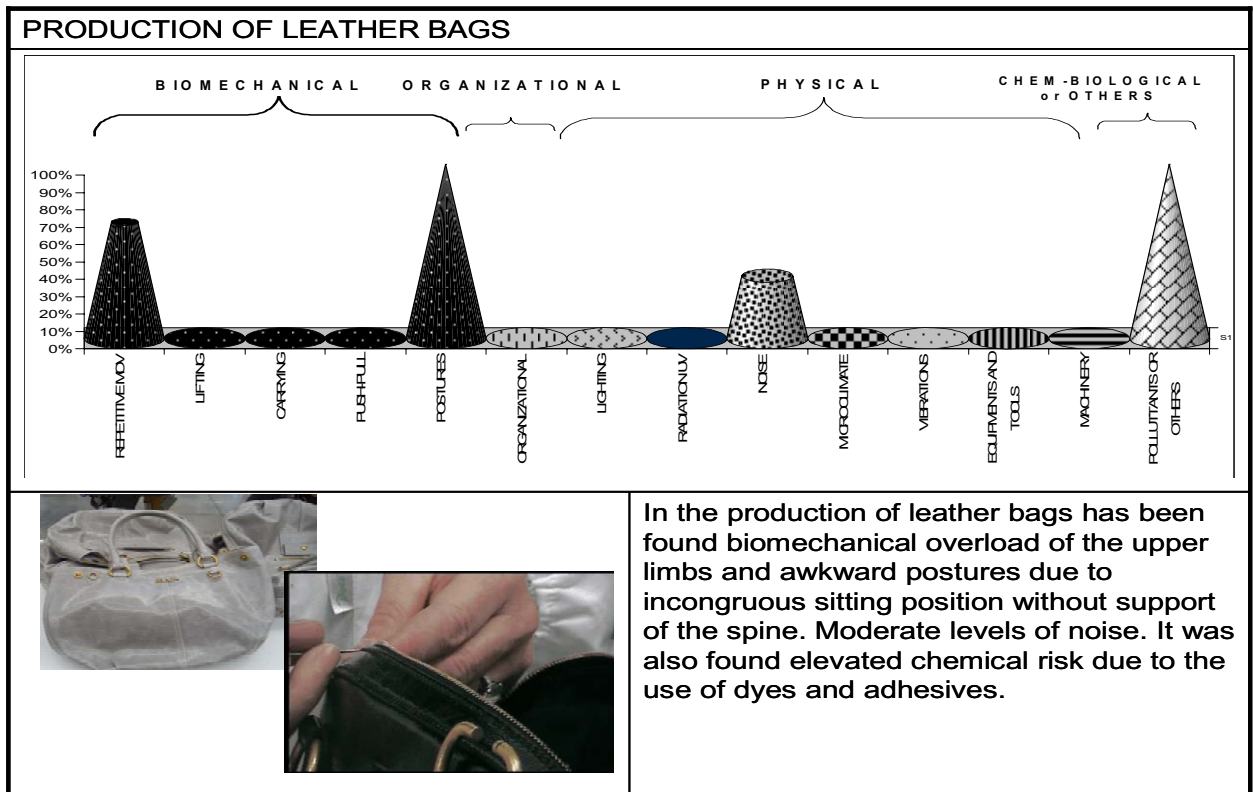 PRODUCTION OF LEATHER BAGS
BIOMECHANICAL
ORGANIZATIONAL
PHYSICAL
CHEM-BIOLOGICAL
or OTHERS
100%
90%
80%
70%
60%
50%
40%
30%
20%
10%
0%
S1
REPETITIVE MOV
LIFTING
CARRYING
PUSH-PULL
POSTURES
ORGANIZATIONAL
LIGHTING
RADIATION UV
NOISE
MICROCLIMATE
VIBRATIONS
EQUIPMENTS AND
TOOLS
MACHINERY
POLLUTTANTS OR
OTHERS
In the production of leather bags has been
found biomechanical overload of the upper
limbs and awkward postures due to
incongruous sitting position without support
of the spine. Moderate levels of noise. It was
also found elevated chemical risk due to the
use of dyes and adhesives.